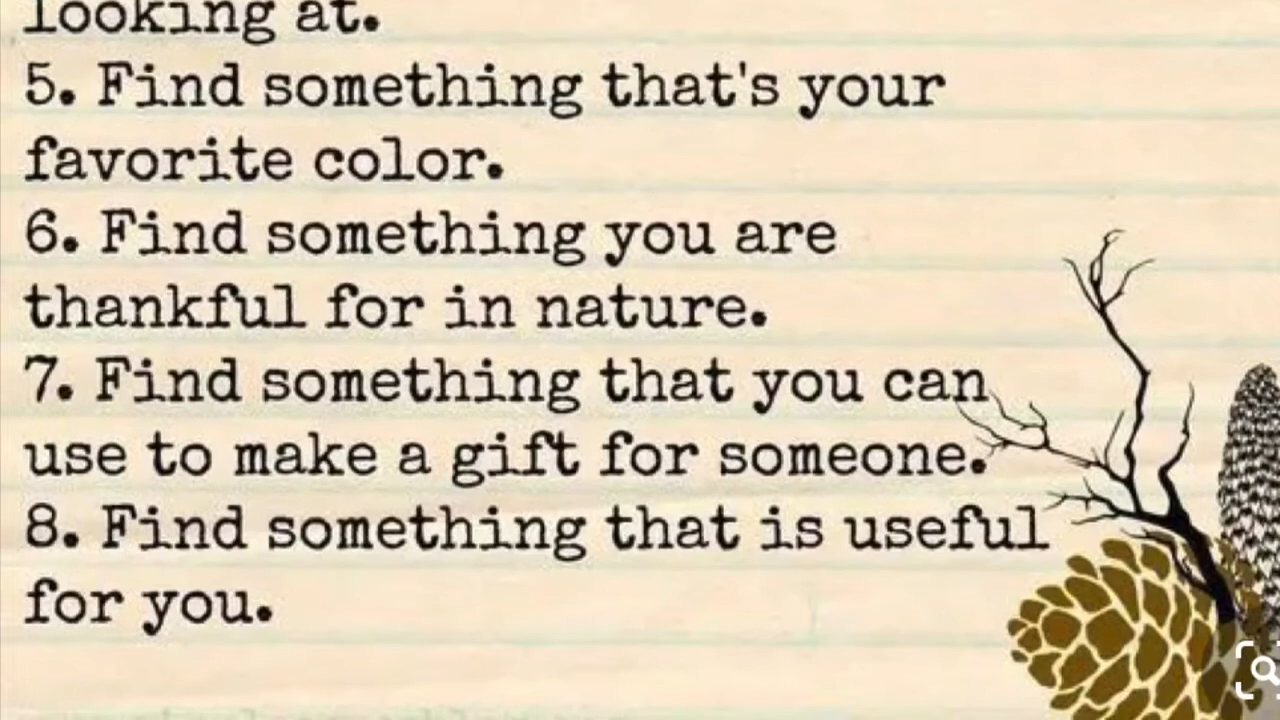 looking at.
5. Find something that's your
favorite color.
6. Find something you are
thankful for in nature.
7. Find something that you can
use to make a gift for someone.
8. Find something that is useful
for you.